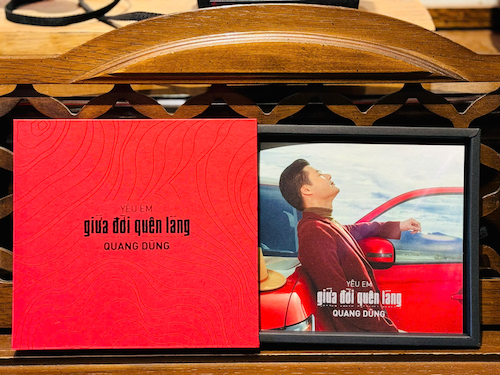 YÊU EM
giữa đời quên lãng
QUANG DŨNG
YÊU EM
giữa đời quên lãng
QUANG DŨNG